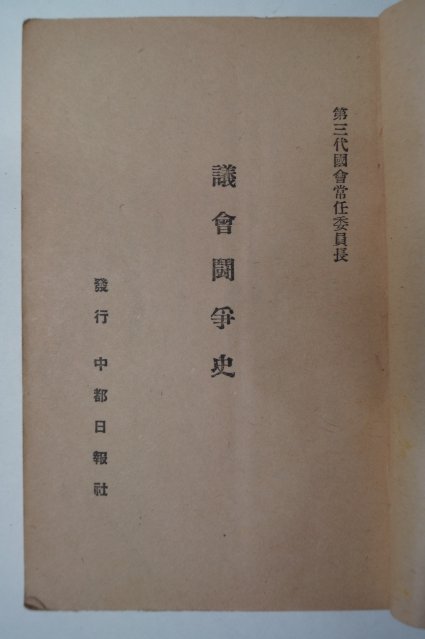 第三代國會常任委員長
議會鬪爭史
發行 中都日報社